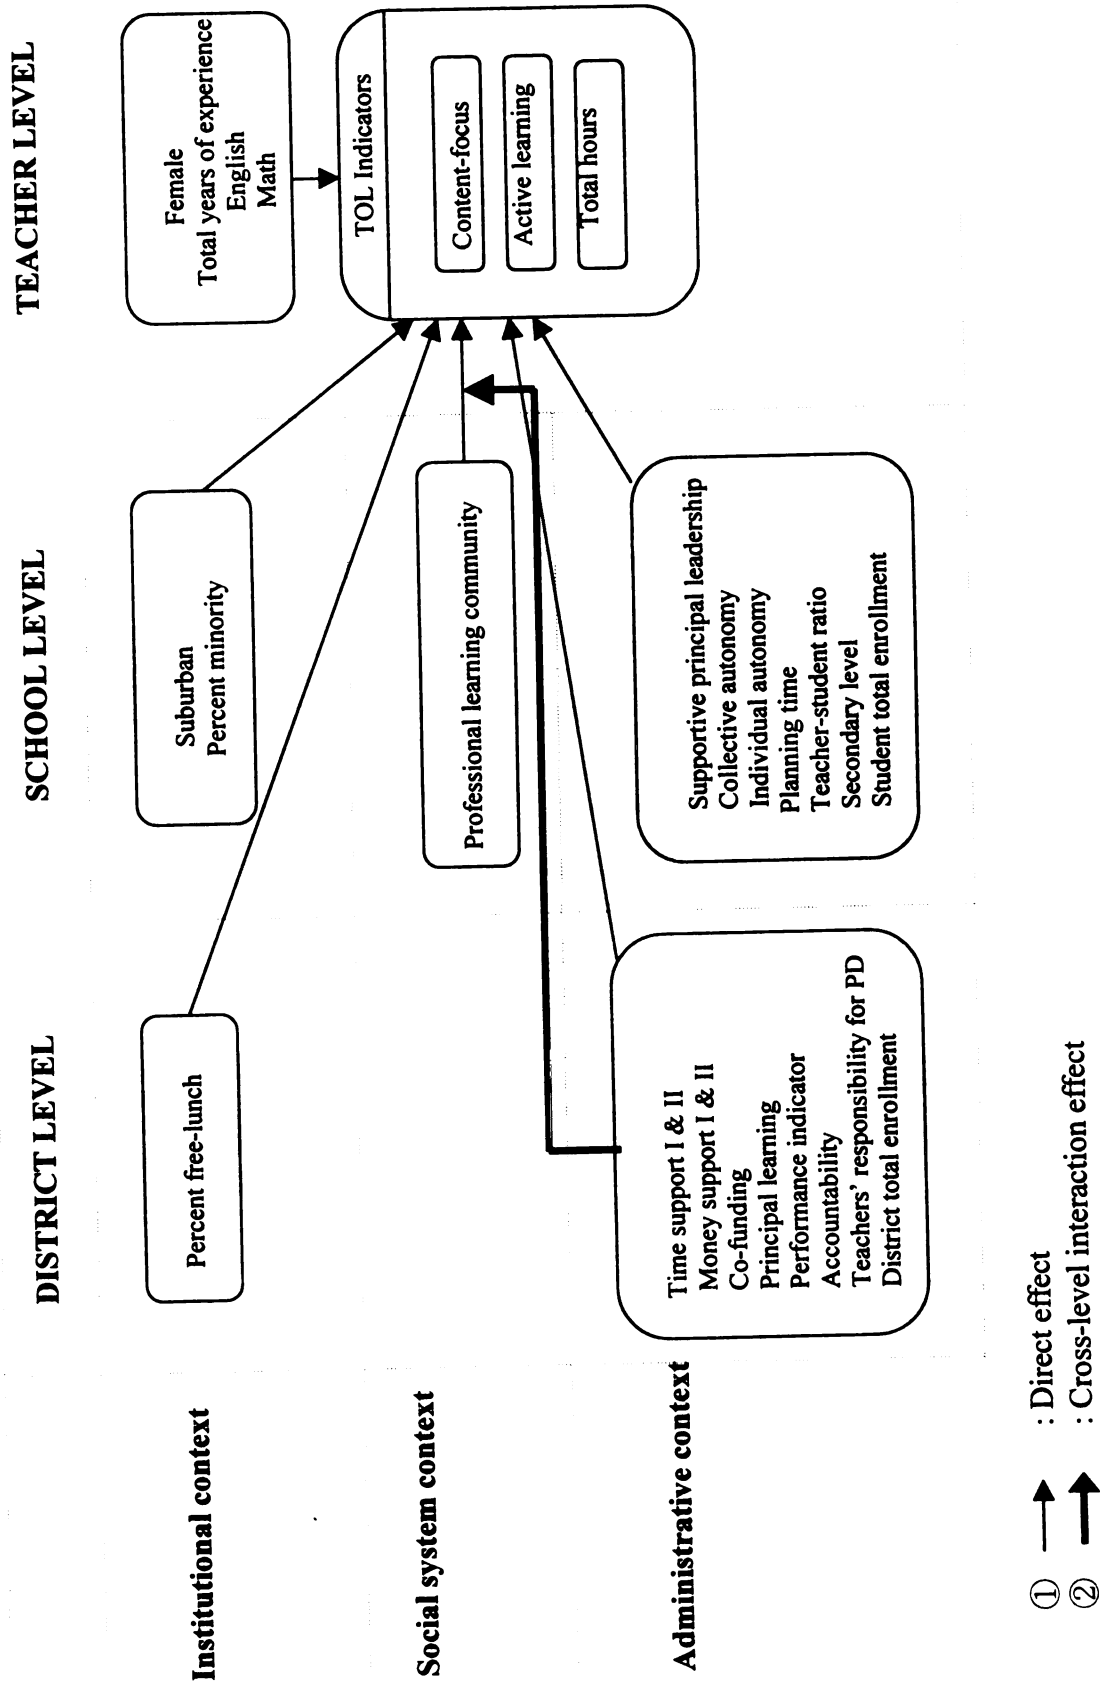 DISTRICT LEVEL
SCHOOL LEVEL
TEACHER LEVEL
Institutional context
Percent free-lunch
Suburban
Percent minority
Female
Total years of experience
English
Math
TOL Indicators
Content-focus
Active learning
Total hours
Social system context
Professional learning community
Administrative context
Time support I & II
Money support I & II
Co-funding
Principal learning
Performance indicator
Accountability
Teachers' responsibility for PD
District total enrollment
Supportive principal leadership
Collective autonomy
Individual autonomy
Planning time
Teacher-student ratio
Secondary level
Student total enrollment
① : Direct effect
② : Cross-level interaction effect